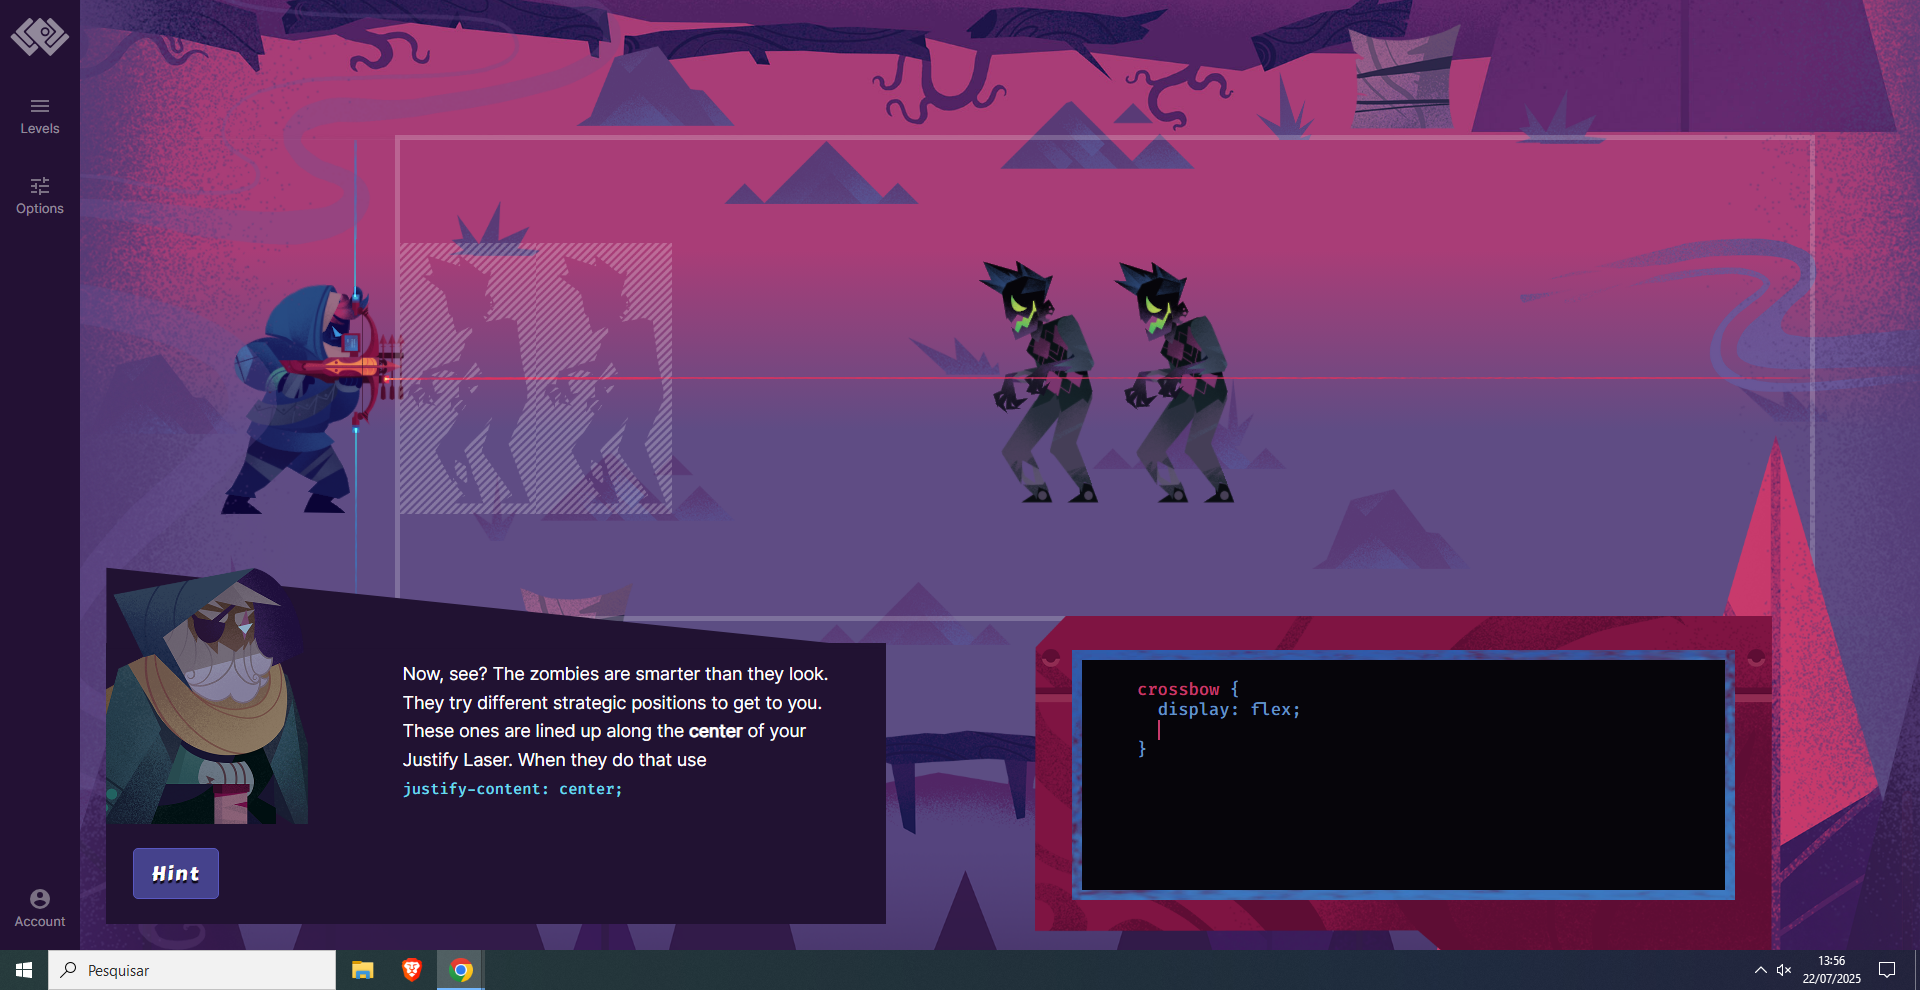 Levels
Options
Now, see? The zombies are smarter than they look.
They try different strategic positions to get to you.
These ones are lined up along the center of your
Justify Laser. When they do that use
justify-content: center;
Hint
crossbow {
display: flex;
}
Account
Pesquisar
13:56
22/07/2025